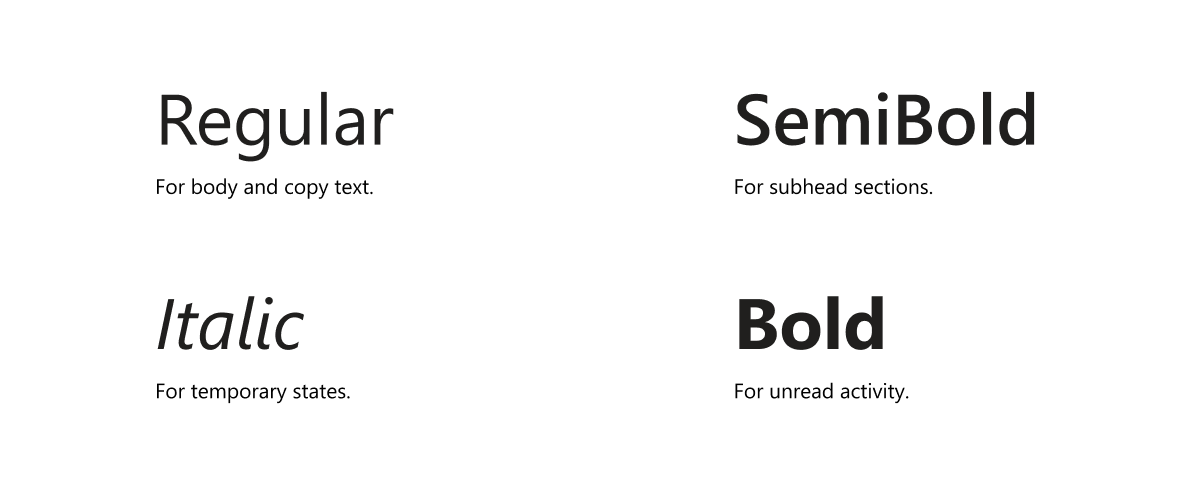 Regular
For body and copy text.
SemiBold
For subhead sections.
Italic
For temporary states.
Bold
For unread activity.